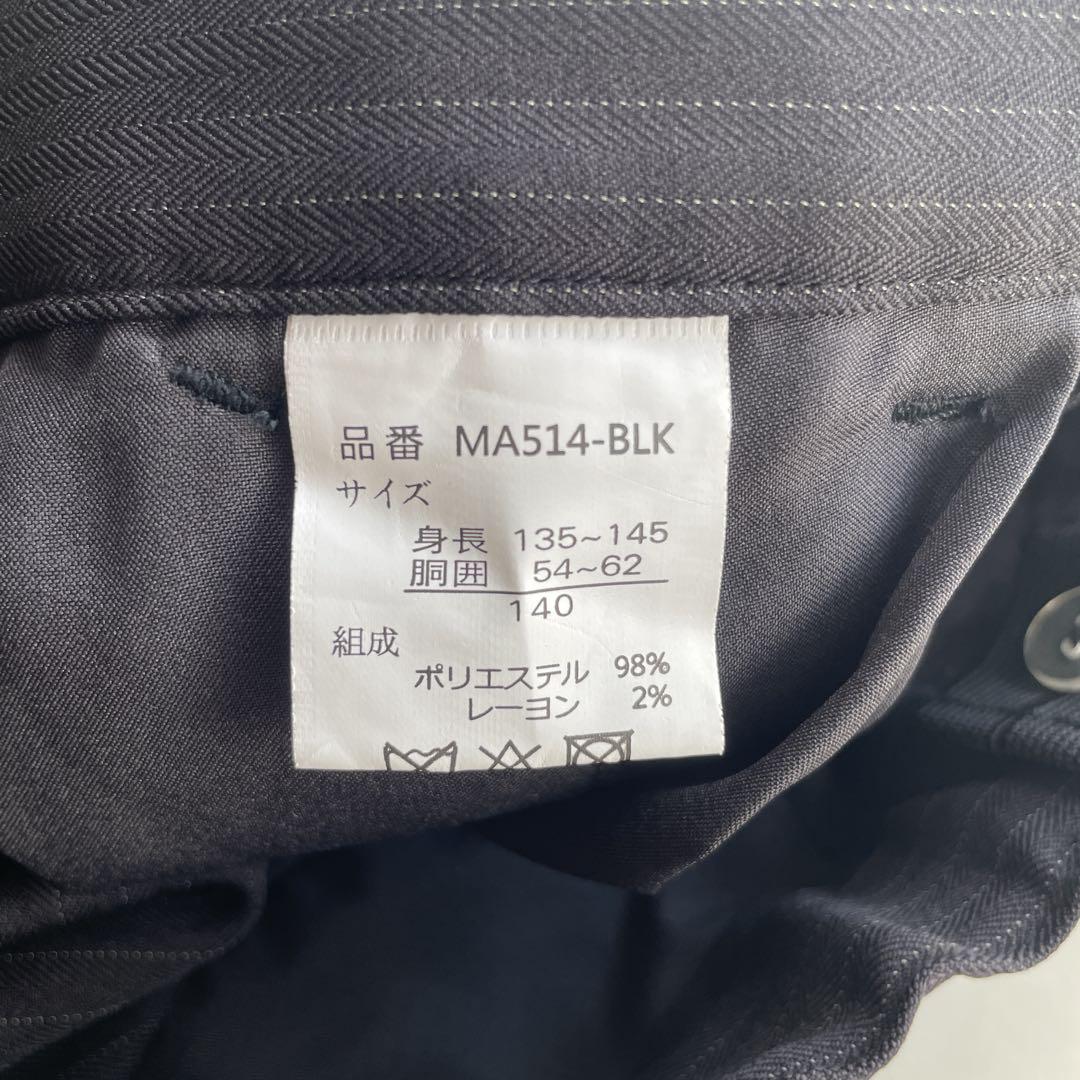 品番 MA514-BLK
サイズ
身長 135~145
胴囲 54~62
140
組成
ポリエステル 98%
レーヨン 2%